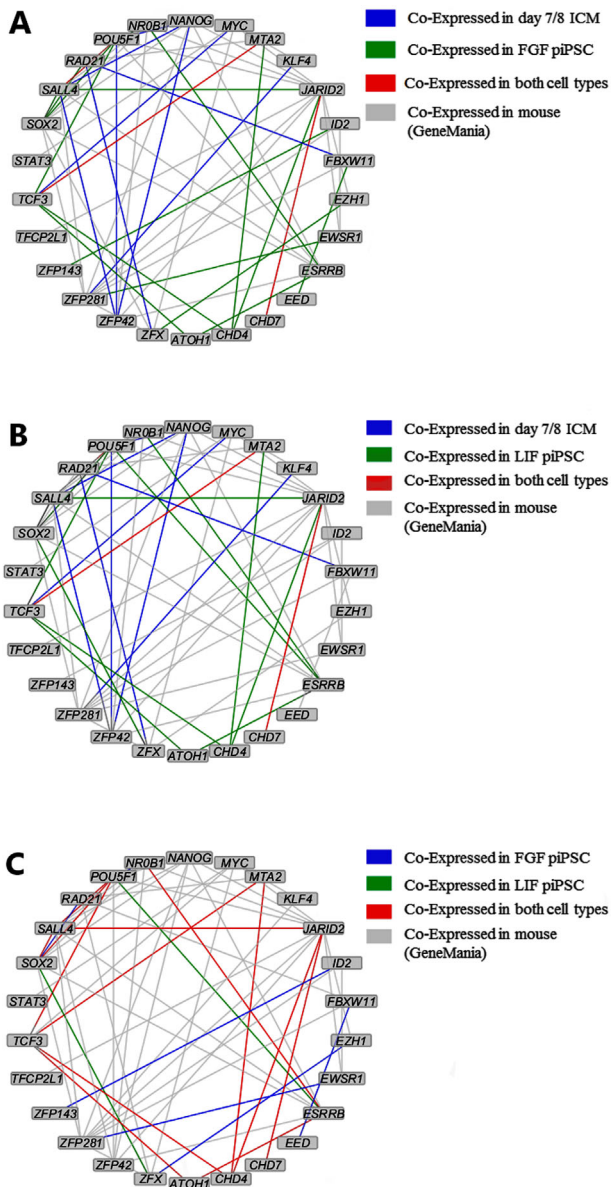 A
NR0B1
NANOG
MYC
POU5F1
MTA2
RAD21
KLF4
SALL4
JARID2
SOX2
ID2
STAT3
FBXW11
TCF3
EZH1
TFCP2L1
EWSR1
ZFP143
ESRRB
ZFP281
EED
ZFP42
CHD7
ZFX
ATOH1
CHD4
Co-Expressed in day 7/8 ICM
Co-Expressed in FGF piPSC
Co-Expressed in both cell types
Co-Expressed in mouse
(GeneMania)
B
NR0B1
NANOG
MYC
POU5F1
MTA2
RAD21
KLF4
SALL4
JARID2
SOX2
ID2
STAT3
FBXW11
TCF3
EZH1
TFCP2L1
EWSR1
ZFP143
ESRRB
ZFP281
EED
ZFP42
CHD7
ZFX
ATOH1
CHD4
Co-Expressed in day 7/8 ICM
Co-Expressed in LIF piPSC
Co-Expressed in both cell types
Co-Expressed in mouse
(GeneMania)
C
NR0B1
NANOG
MYC
POU5F1
MTA2
RAD21
KLF4
SALL4
JARID2
SOX2
ID2
STAT3
FBXW11
TCF3
EZH1
TFCP2L1
EWSR1
ZFP143
ESRRB
ZFP281
EED
ZFP42
CHD7
ZFX
ATOH1
CHD4
Co-Expressed in FGF piPSC
Co-Expressed in LIF piPSC
Co-Expressed in both cell types
Co-Expressed in mouse
(GeneMania)